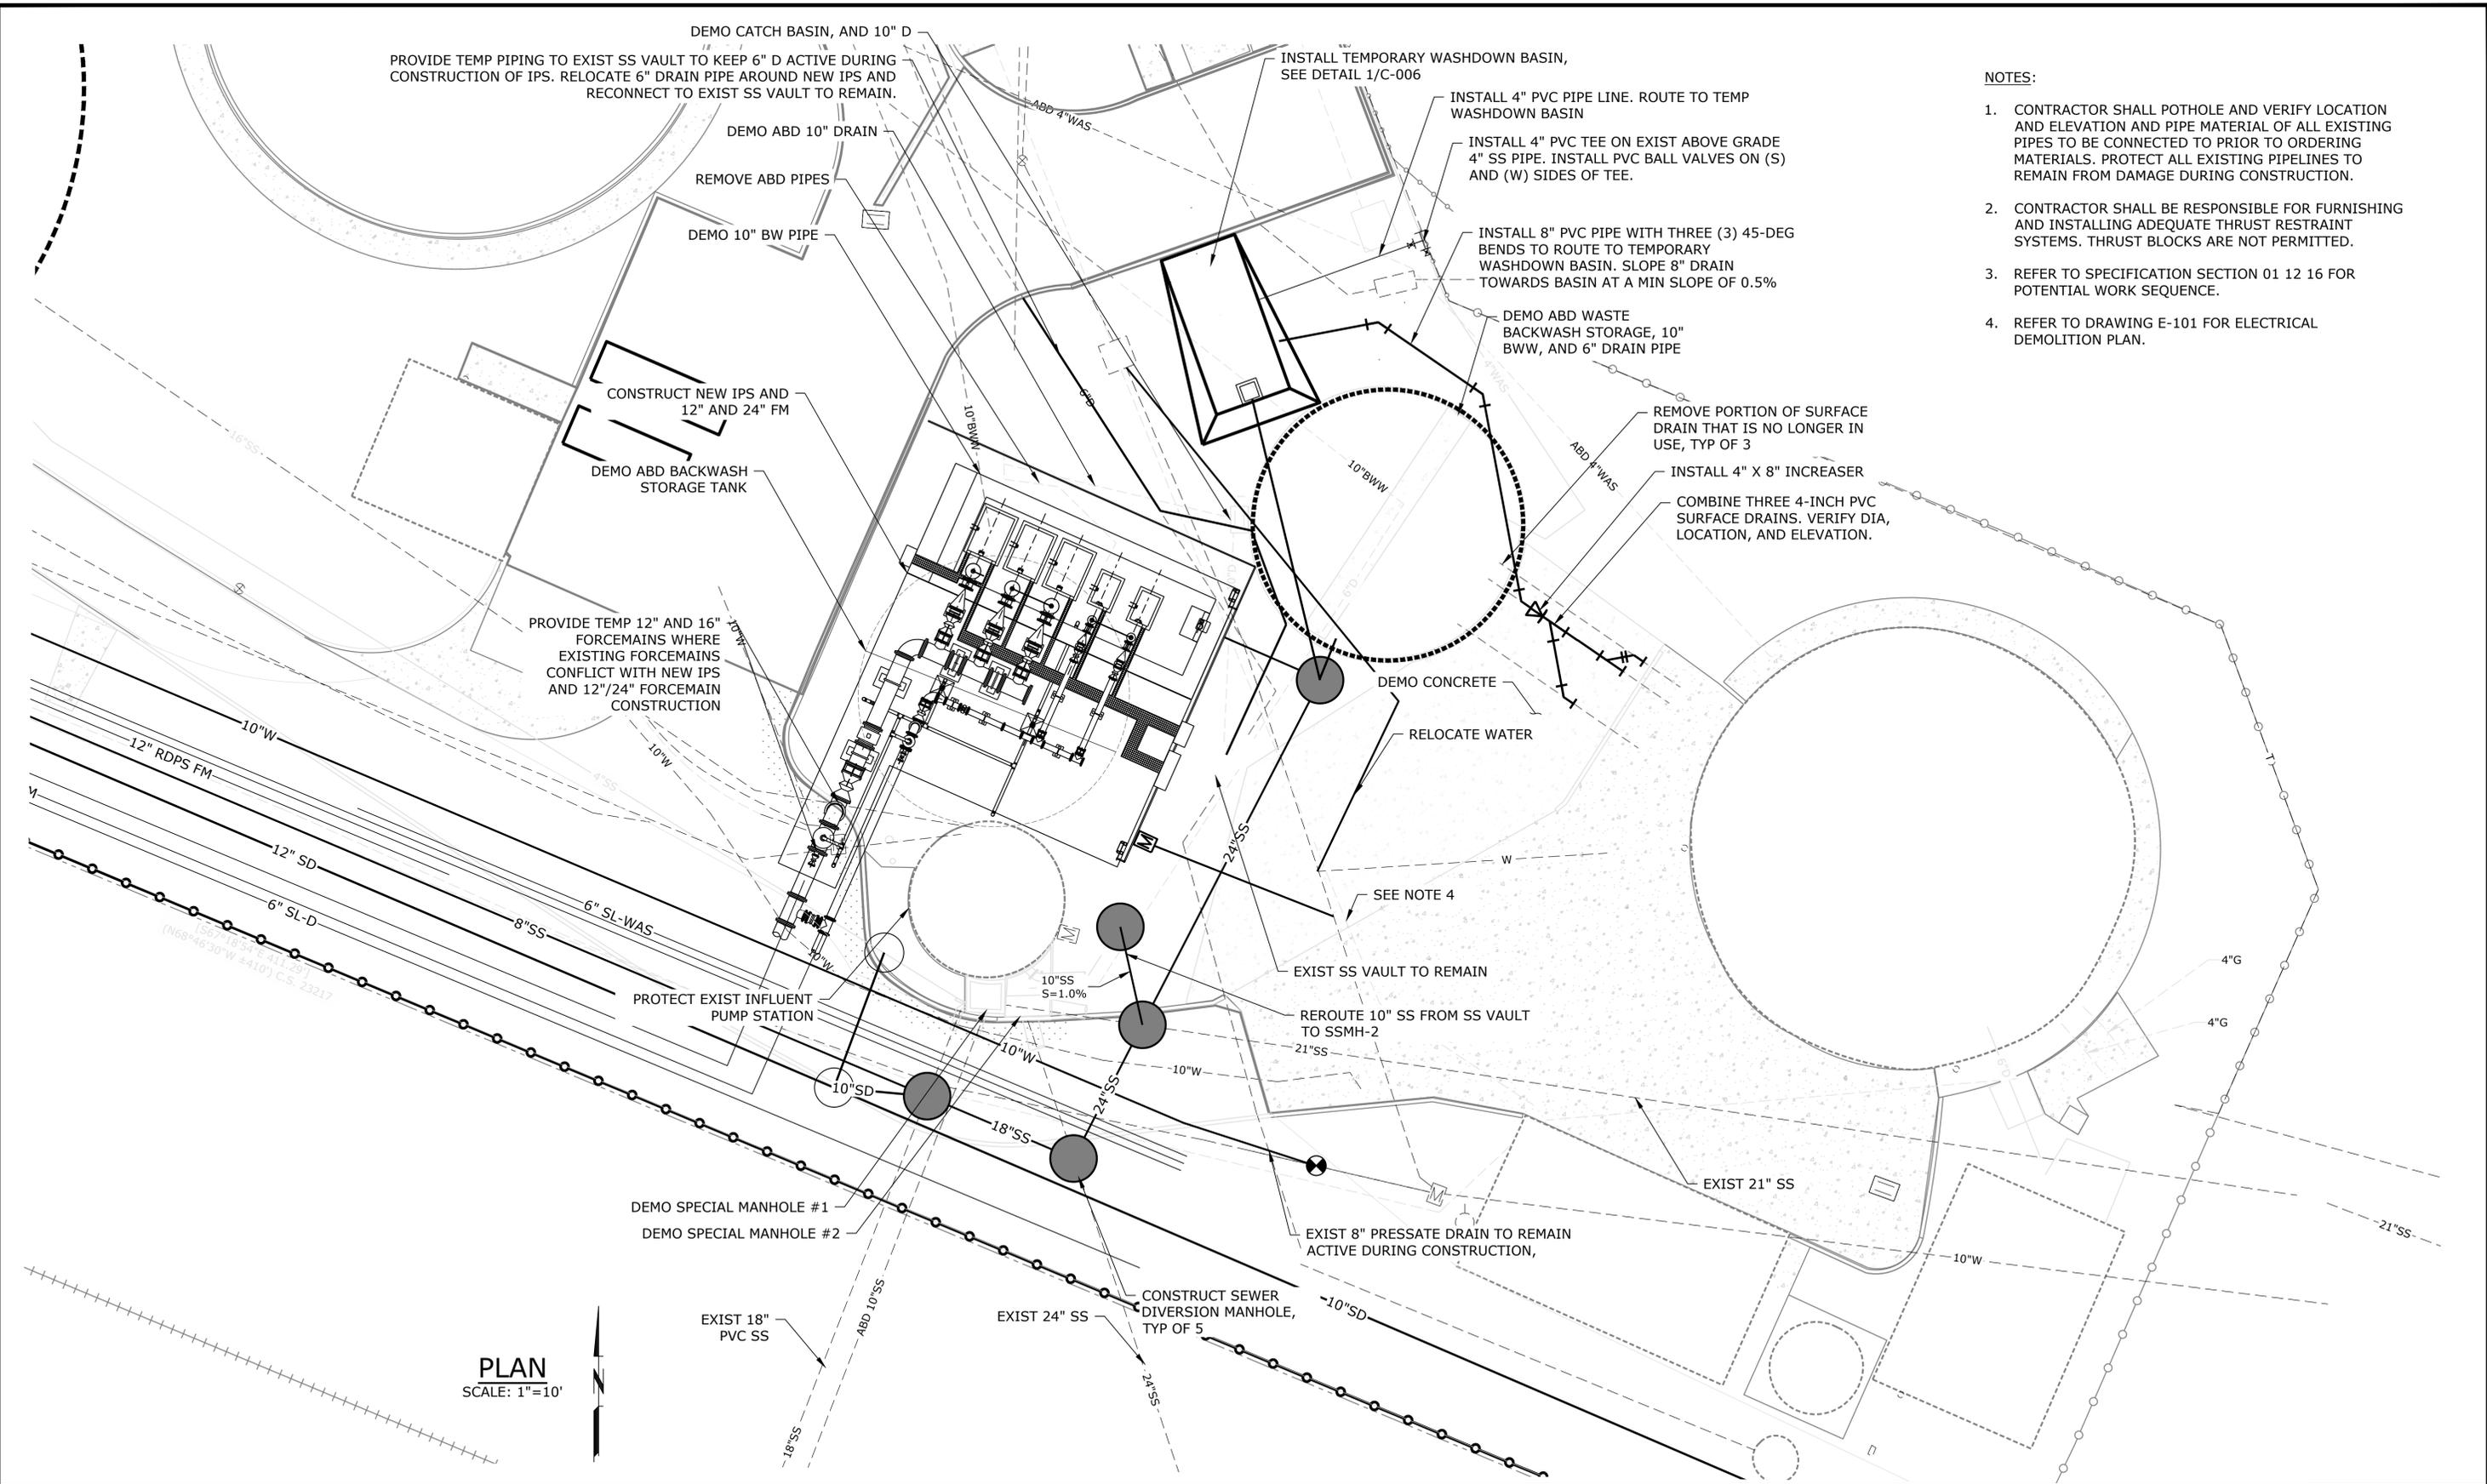 DEMO CATCH BASIN, AND 10" D
PROVIDE TEMP PIPING TO EXIST SS VAULT TO KEEP 6" D ACTIVE DURING
CONSTRUCTION OF IPS. RELOCATE 6" DRAIN PIPE AROUND NEW IPS AND
RECONNECT TO EXIST SS VAULT TO REMAIN.
DEMO ABD 10" DRAIN
REMOVE ABD PIPES
DEMO 10" BW PIPE
CONSTRUCT NEW IPS AND
12" AND 24" FM
DEMO ABD BACKWASH
STORAGE TANK
PROVIDE TEMP 12" AND 16"
FORCEMAINS WHERE
EXISTING FORCEMAINS
CONFLICT WITH NEW IPS
AND 12"/24" FORCEMAIN
CONSTRUCTION
INSTALL TEMPORARY WASHDOWN BASIN,
SEE DETAIL 1/C-006
INSTALL 4" PVC PIPE LINE. ROUTE TO TEMP
WASHDOWN BASIN
INSTALL 4" PVC TEE ON EXIST ABOVE GRADE
4" SS PIPE. INSTALL PVC BALL VALVES ON (S)
AND (W) SIDES OF TEE.
INSTALL 8" PVC PIPE WITH THREE (3) 45-DEG
BENDS TO ROUTE TO TEMPORARY
WASHDOWN BASIN. SLOPE 8" DRAIN
TOWARDS BASIN AT A MIN SLOPE OF 0.5%
DEMO ABD WASTE
BACKWASH STORAGE, 10"
BWW, AND 6" DRAIN PIPE
REMOVE PORTION OF SURFACE
DRAIN THAT IS NO LONGER IN
USE, TYP OF 3
INSTALL 4" X 8" INCREASER
COMBINE THREE 4-INCH PVC
SURFACE DRAINS. VERIFY DIA,
LOCATION, AND ELEVATION.
NOTES:
1. CONTRACTOR SHALL POTHOLE AND VERIFY LOCATION
AND ELEVATION AND PIPE MATERIAL OF ALL EXISTING
PIPES TO BE CONNECTED TO PRIOR TO ORDERING
MATERIALS. PROTECT ALL EXISTING PIPELINES TO
REMAIN FROM DAMAGE DURING CONSTRUCTION.
2. CONTRACTOR SHALL BE RESPONSIBLE FOR FURNISHING
AND INSTALLING ADEQUATE THRUST RESTRAINT
SYSTEMS. THRUST BLOCKS ARE NOT PERMITTED.
3. REFER TO SPECIFICATION SECTION 01 12 16 FOR
POTENTIAL WORK SEQUENCE.
4. REFER TO DRAWING E-101 FOR ELECTRICAL
DEMOLITION PLAN.
ABD 4"WAS
6"D
10"BWW
10"BWW
4"WAS
ABD 4"WAS
6"D
16"SS
4"SS
10"W
10"W
10"W
12" RDPS FM
M
12" SD
6" SL-D
8"SS
6" SL-WAS
10"W
(N68°46'30"W ±410') C.S. 23217
DEMO CONCRETE
RELOCATE WATER
24"SS
W
T
M
SEE NOTE 4
M
10"SS
S=1.0%
EXIST SS VAULT TO REMAIN
REROUTE 10" SS FROM SS VAULT
TO SSMH-2
PROTECT EXIST INFLUENT
PUMP STATION
10"W
21"SS
10"W
4"G
4"G
10"SD
24"SS
18"SS
EXIST 21" SS
M
DEMO SPECIAL MANHOLE #1
DEMO SPECIAL MANHOLE #2
EXIST 8" PRESSATE DRAIN TO REMAIN
ACTIVE DURING CONSTRUCTION,
21"SS
10"W
CONSTRUCT SEWER
DIVERSION MANHOLE,
TYP OF 5
10"SD
EXIST 18"
PVC SS
ABD 10"SS
EXIST 24" SS
24"SS
18"SS
PLAN
SCALE: 1"=10'
N